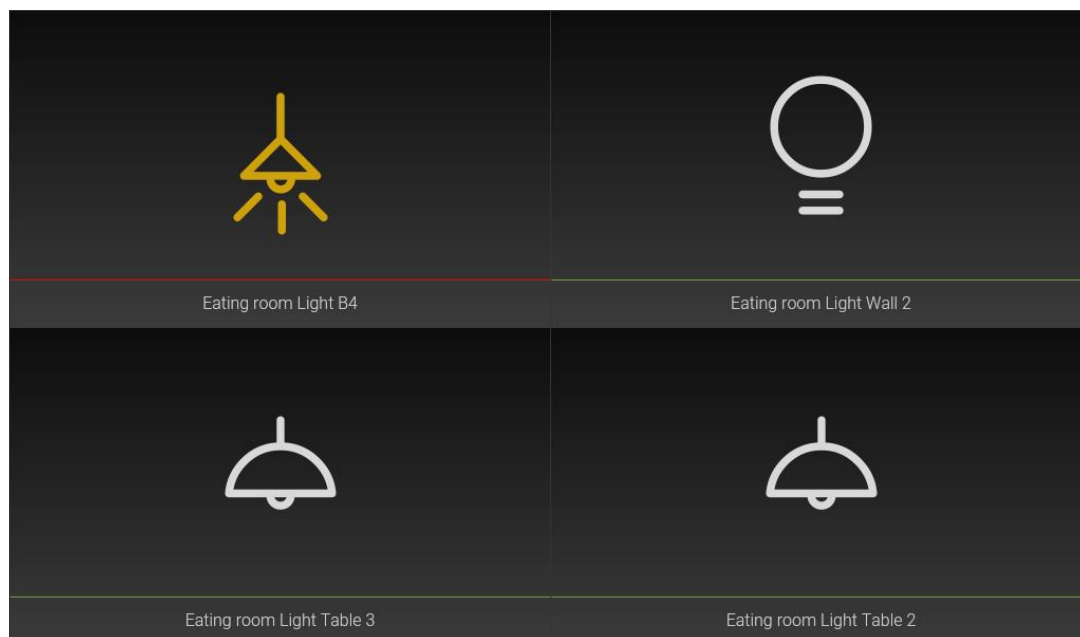 Eating room Light B4
Eating room Light Wall 2
Eating room Light Table 3
Eating room Light Table 2